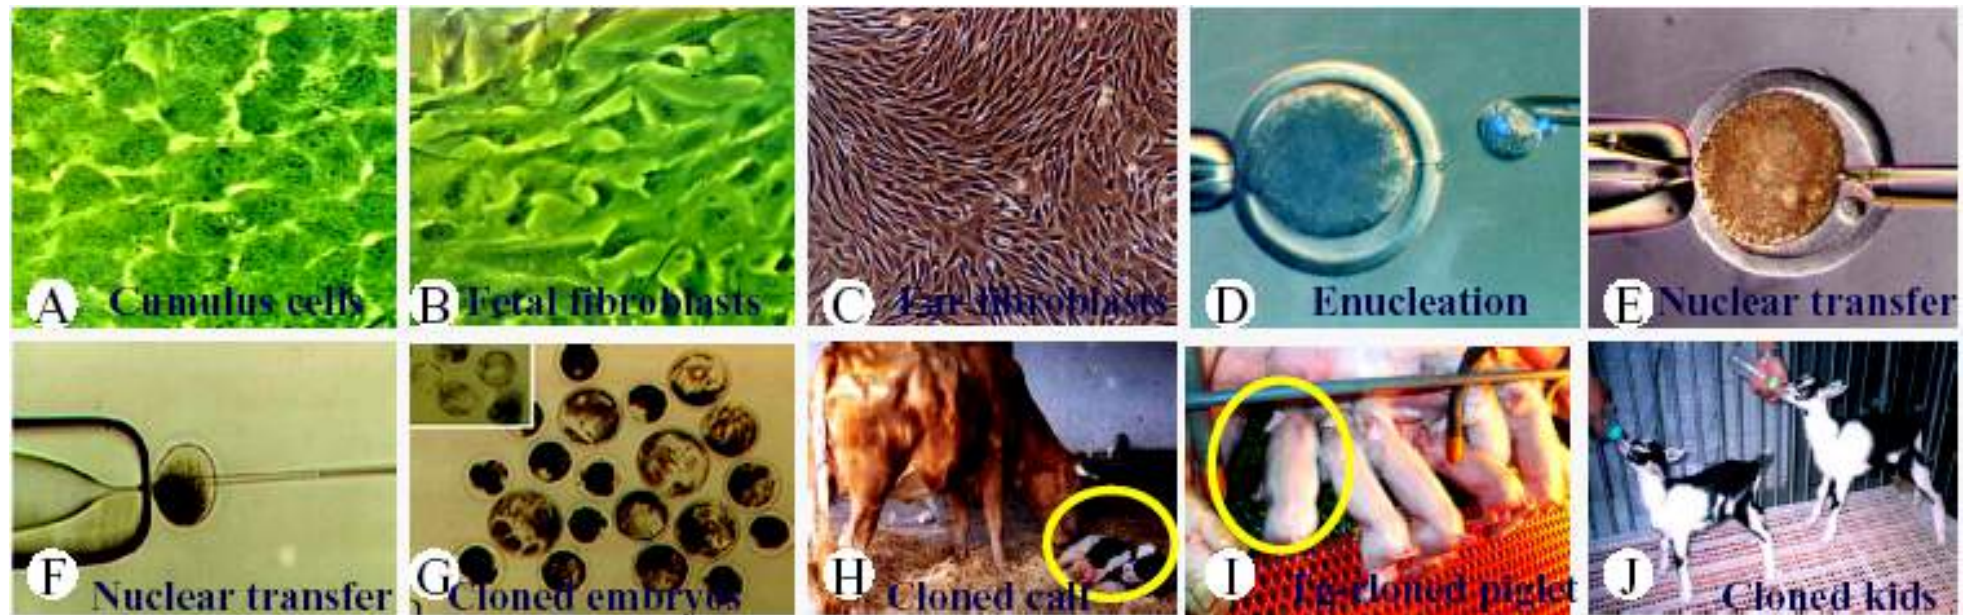 A Cumulus cells
B Fetal fibroblasts
C Ear fibroblasts
D Enucleation
E Nuclear transfer
F Nuclear transfer
G Cloned embryos
H Cloned calf
I Tg-cloned piglet
J Cloned kids